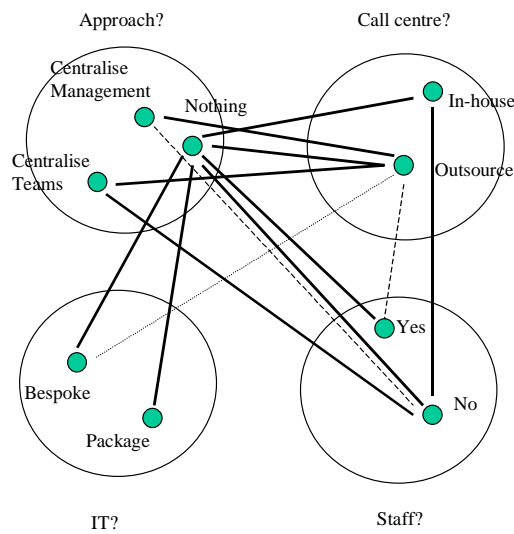 Approach?
Call centre?
Centralise
Management
Nothing
In-house
Centralise
Teams
Outsource
Yes
Bespoke
No
Package
IT?
Staff?